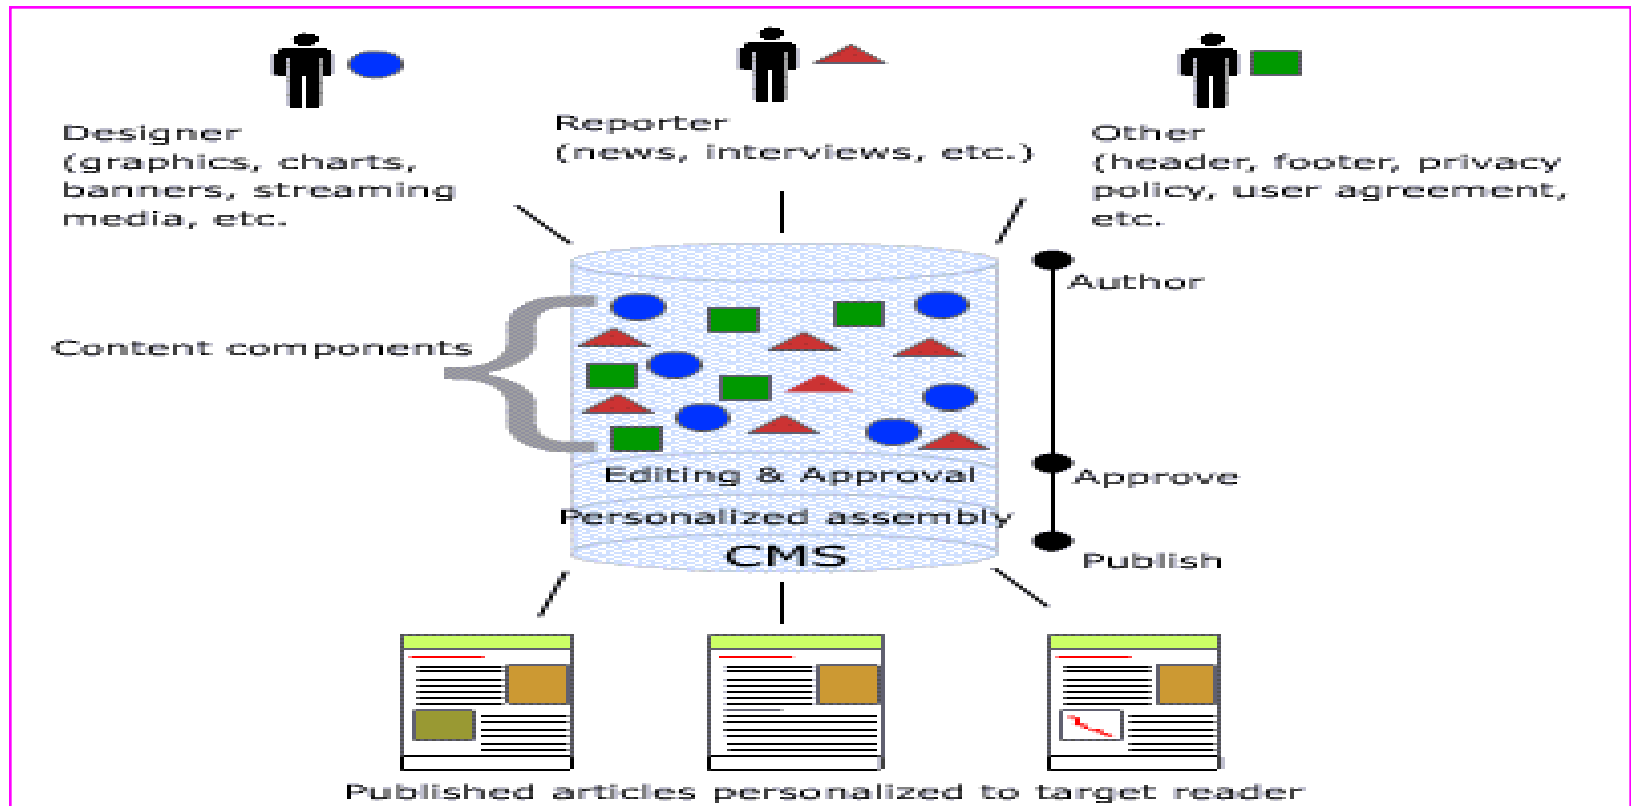 Designer
(graphics, charts,
banners, streaming
media, etc.
Reporter
(news, interviews, etc.)
Other
(header, footer, privacy
policy, user agreement,
etc.
Author
Content components
Editing & Approval
Approve
Personalized assembly
CMS
Publish
Published articles personalized to target reader